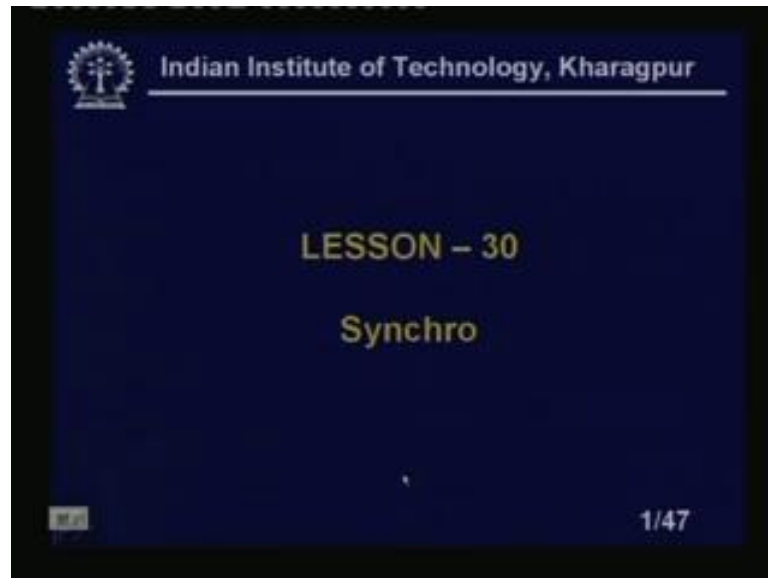 Indian Institute of Technology, Kharagpur
LESSON – 30
Synchro
1/47